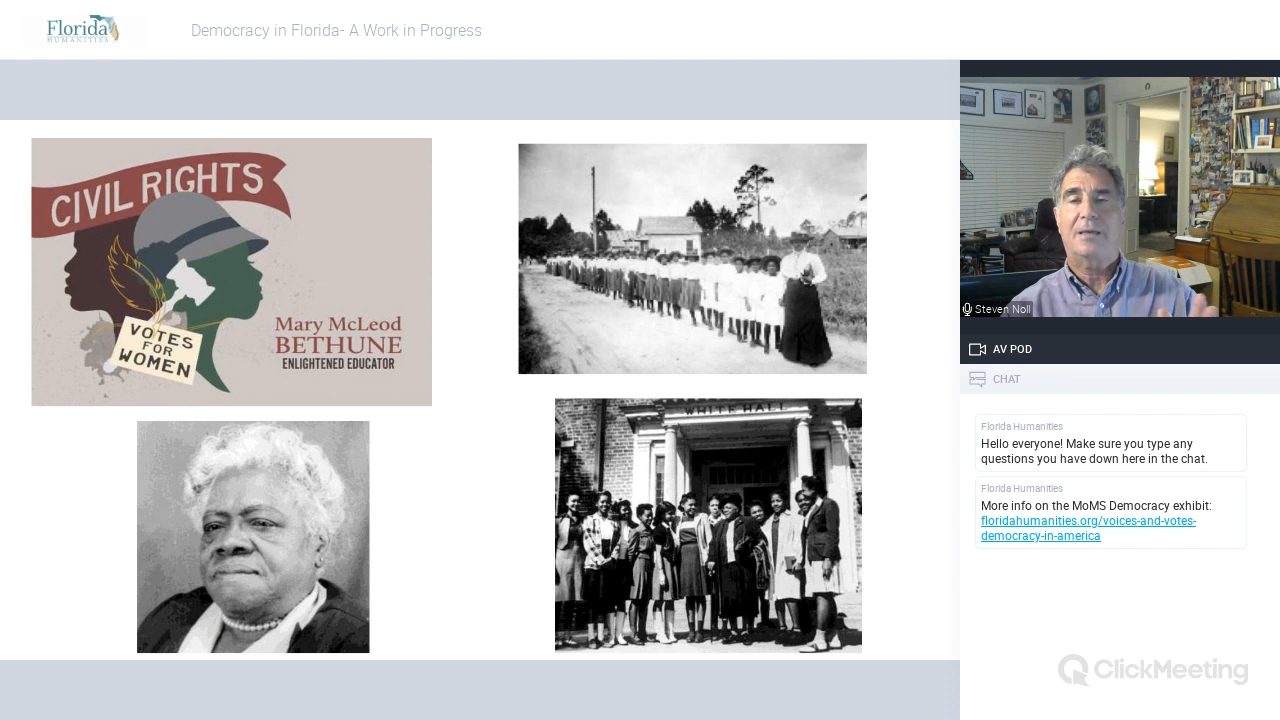 Florida
HUMANITIES
Democracy in Florida- A Work in Progress
CIVIL RIGHTS
VOTES
FOR
WOMEN
Mary McLeod
BETHUNE
ENLIGHTENED EDUCATOR
WHITE HALL
Steven Noll
AV POD
CHAT
Florida Humanities
Hello everyone! Make sure you type any
questions you have down here in the chat.
Florida Humanities
More info on the MoMS Democracy exhibit:
floridahumanities.org/voices-and-votes-
democracy-in-america
ClickMeeting